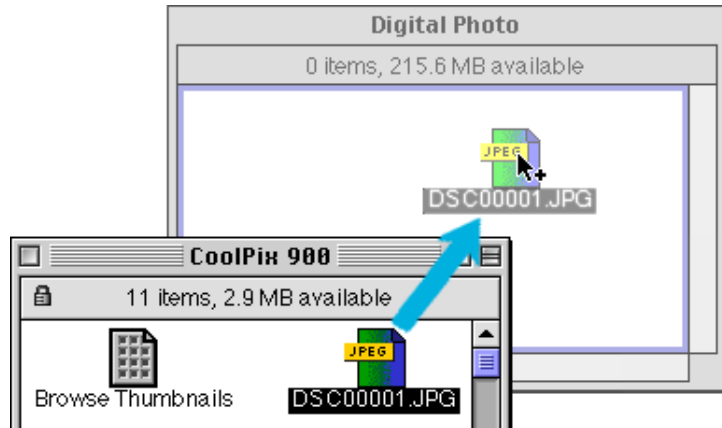 Digital Photo
0 items, 215.6 MB available
JPEG
DSC00001.JPG
CoolPix 900
11 items, 2.9 MB available
JPEG
Browse Thumbnails
DSC00001.JPG